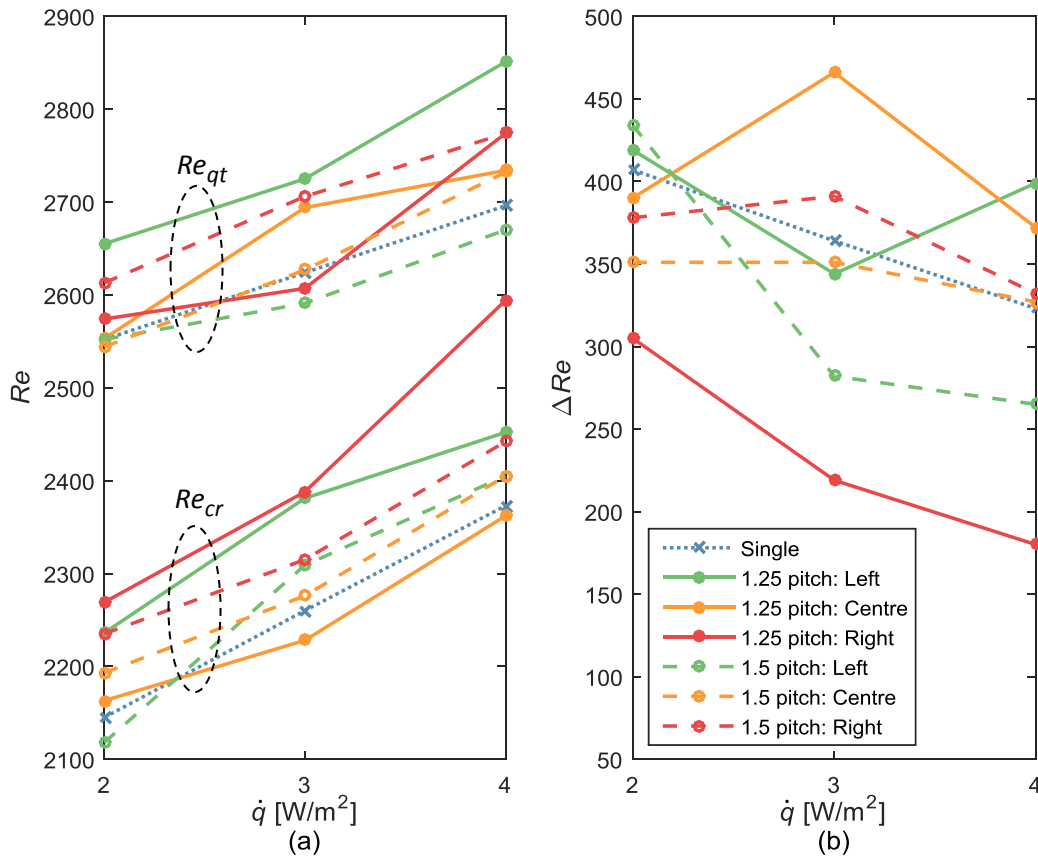 2900
2800
2700
2600
2500
2400
2300
2200
2100
Re
Re_qt
Re_cr
2
3
4
q̇ [W/m²]
(a)
500
450
400
350
300
250
200
150
100
50
ΔRe
Single
1.25 pitch: Left
1.25 pitch: Centre
1.25 pitch: Right
1.5 pitch: Left
1.5 pitch: Centre
1.5 pitch: Right
2
3
4
q̇ [W/m²]
(b)